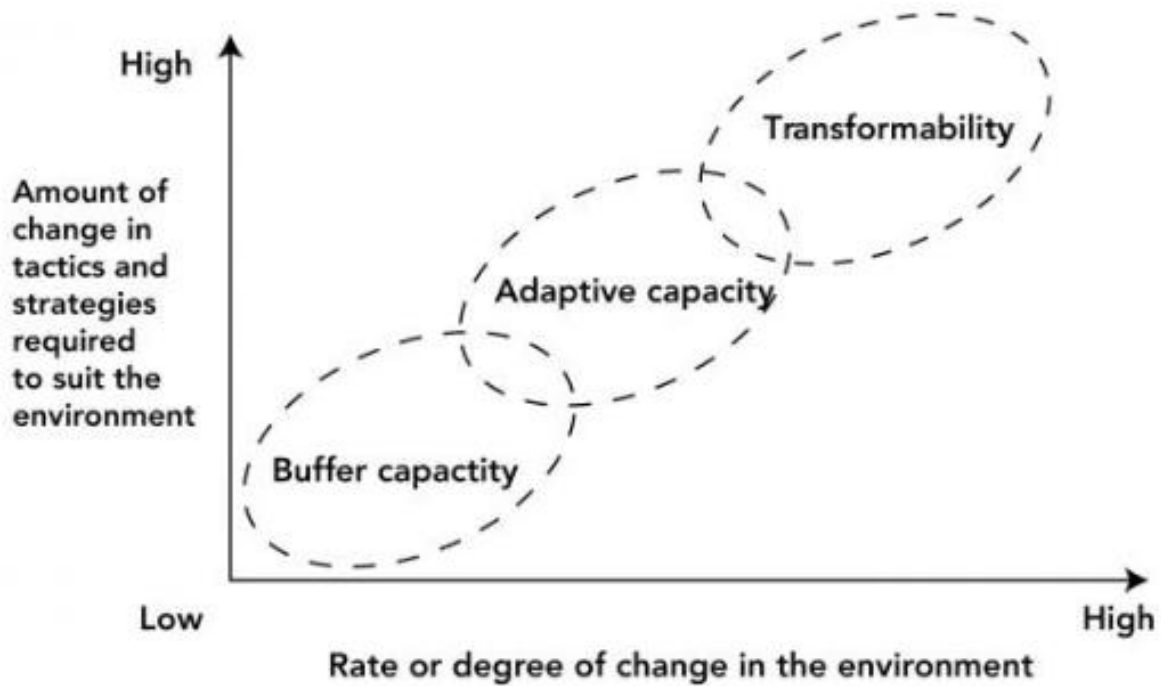 High
Transformability
Amount of
change in
tactics and
strategies
required
to suit the
environment
Adaptive capacity
Buffer capactity
Low
High
Rate or degree of change in the environment